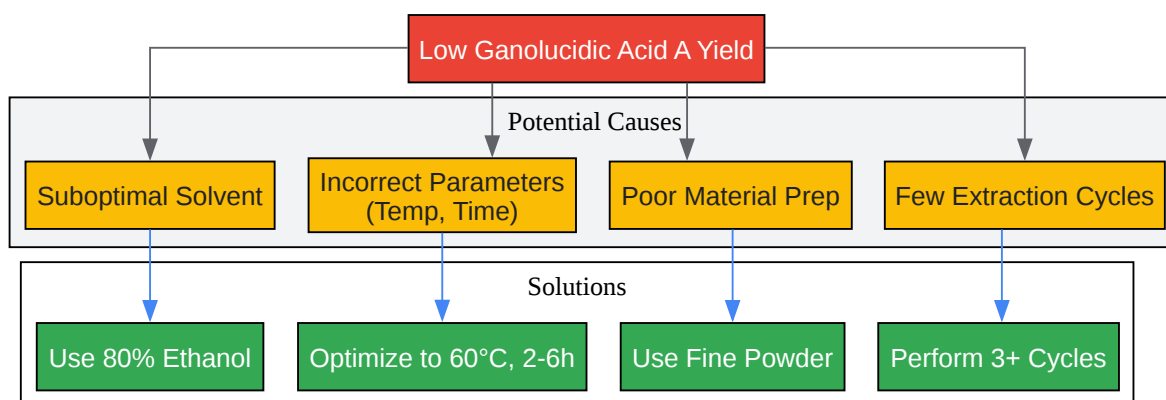 Low Ganolucidic Acid A Yield
Potential Causes
Suboptimal Solvent
Incorrect Parameters
(Temp, Time)
Poor Material Prep
Few Extraction Cycles
Solutions
Use 80% Ethanol
Optimize to 60°C, 2-6h
Use Fine Powder
Perform 3+ Cycles